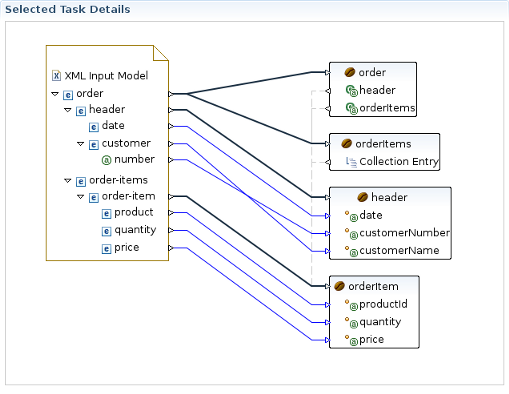 Selected Task Details
XML Input Model
order
header
date
customer
number
order-items
order-item
product
quantity
price
order
header
orderItems
orderItems
Collection Entry
header
date
customerNumber
customerName
orderItem
productId
quantity
price